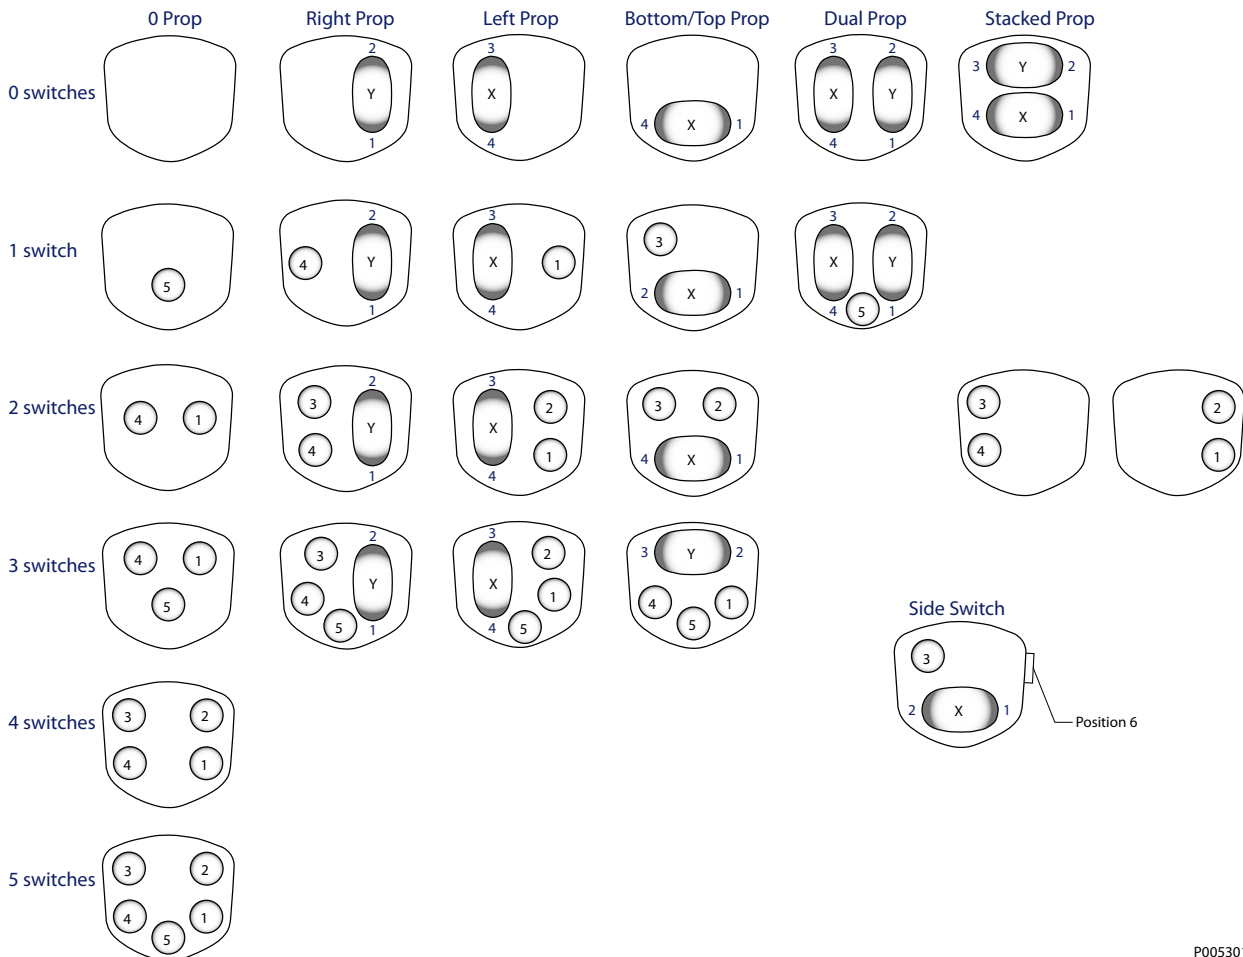 0 Prop Right Prop Left Prop Bottom/Top Prop Dual Prop Stacked Prop
2 3 3 2
0 switches Y X 4 X 1 X Y 3 Y 2
4 X 1
1 4 4 1
2 3 3 2
1 switch 5 4 Y X 1 3 X Y
2 X 1
1 4 4 5 1
2 3
2 switches 4 1 3 Y X 2 3 2 3 2
4 1 4 X 1 4 1
1 4
2 3
3 switches 4 1 3 Y X 2 3 Y 2
5 4 1 4 1
5 1 4 5 5
Side Switch
3
2 X 1
Position 6
4 switches 3 2
4 1
5 switches 3 2
4 1
5
P005301